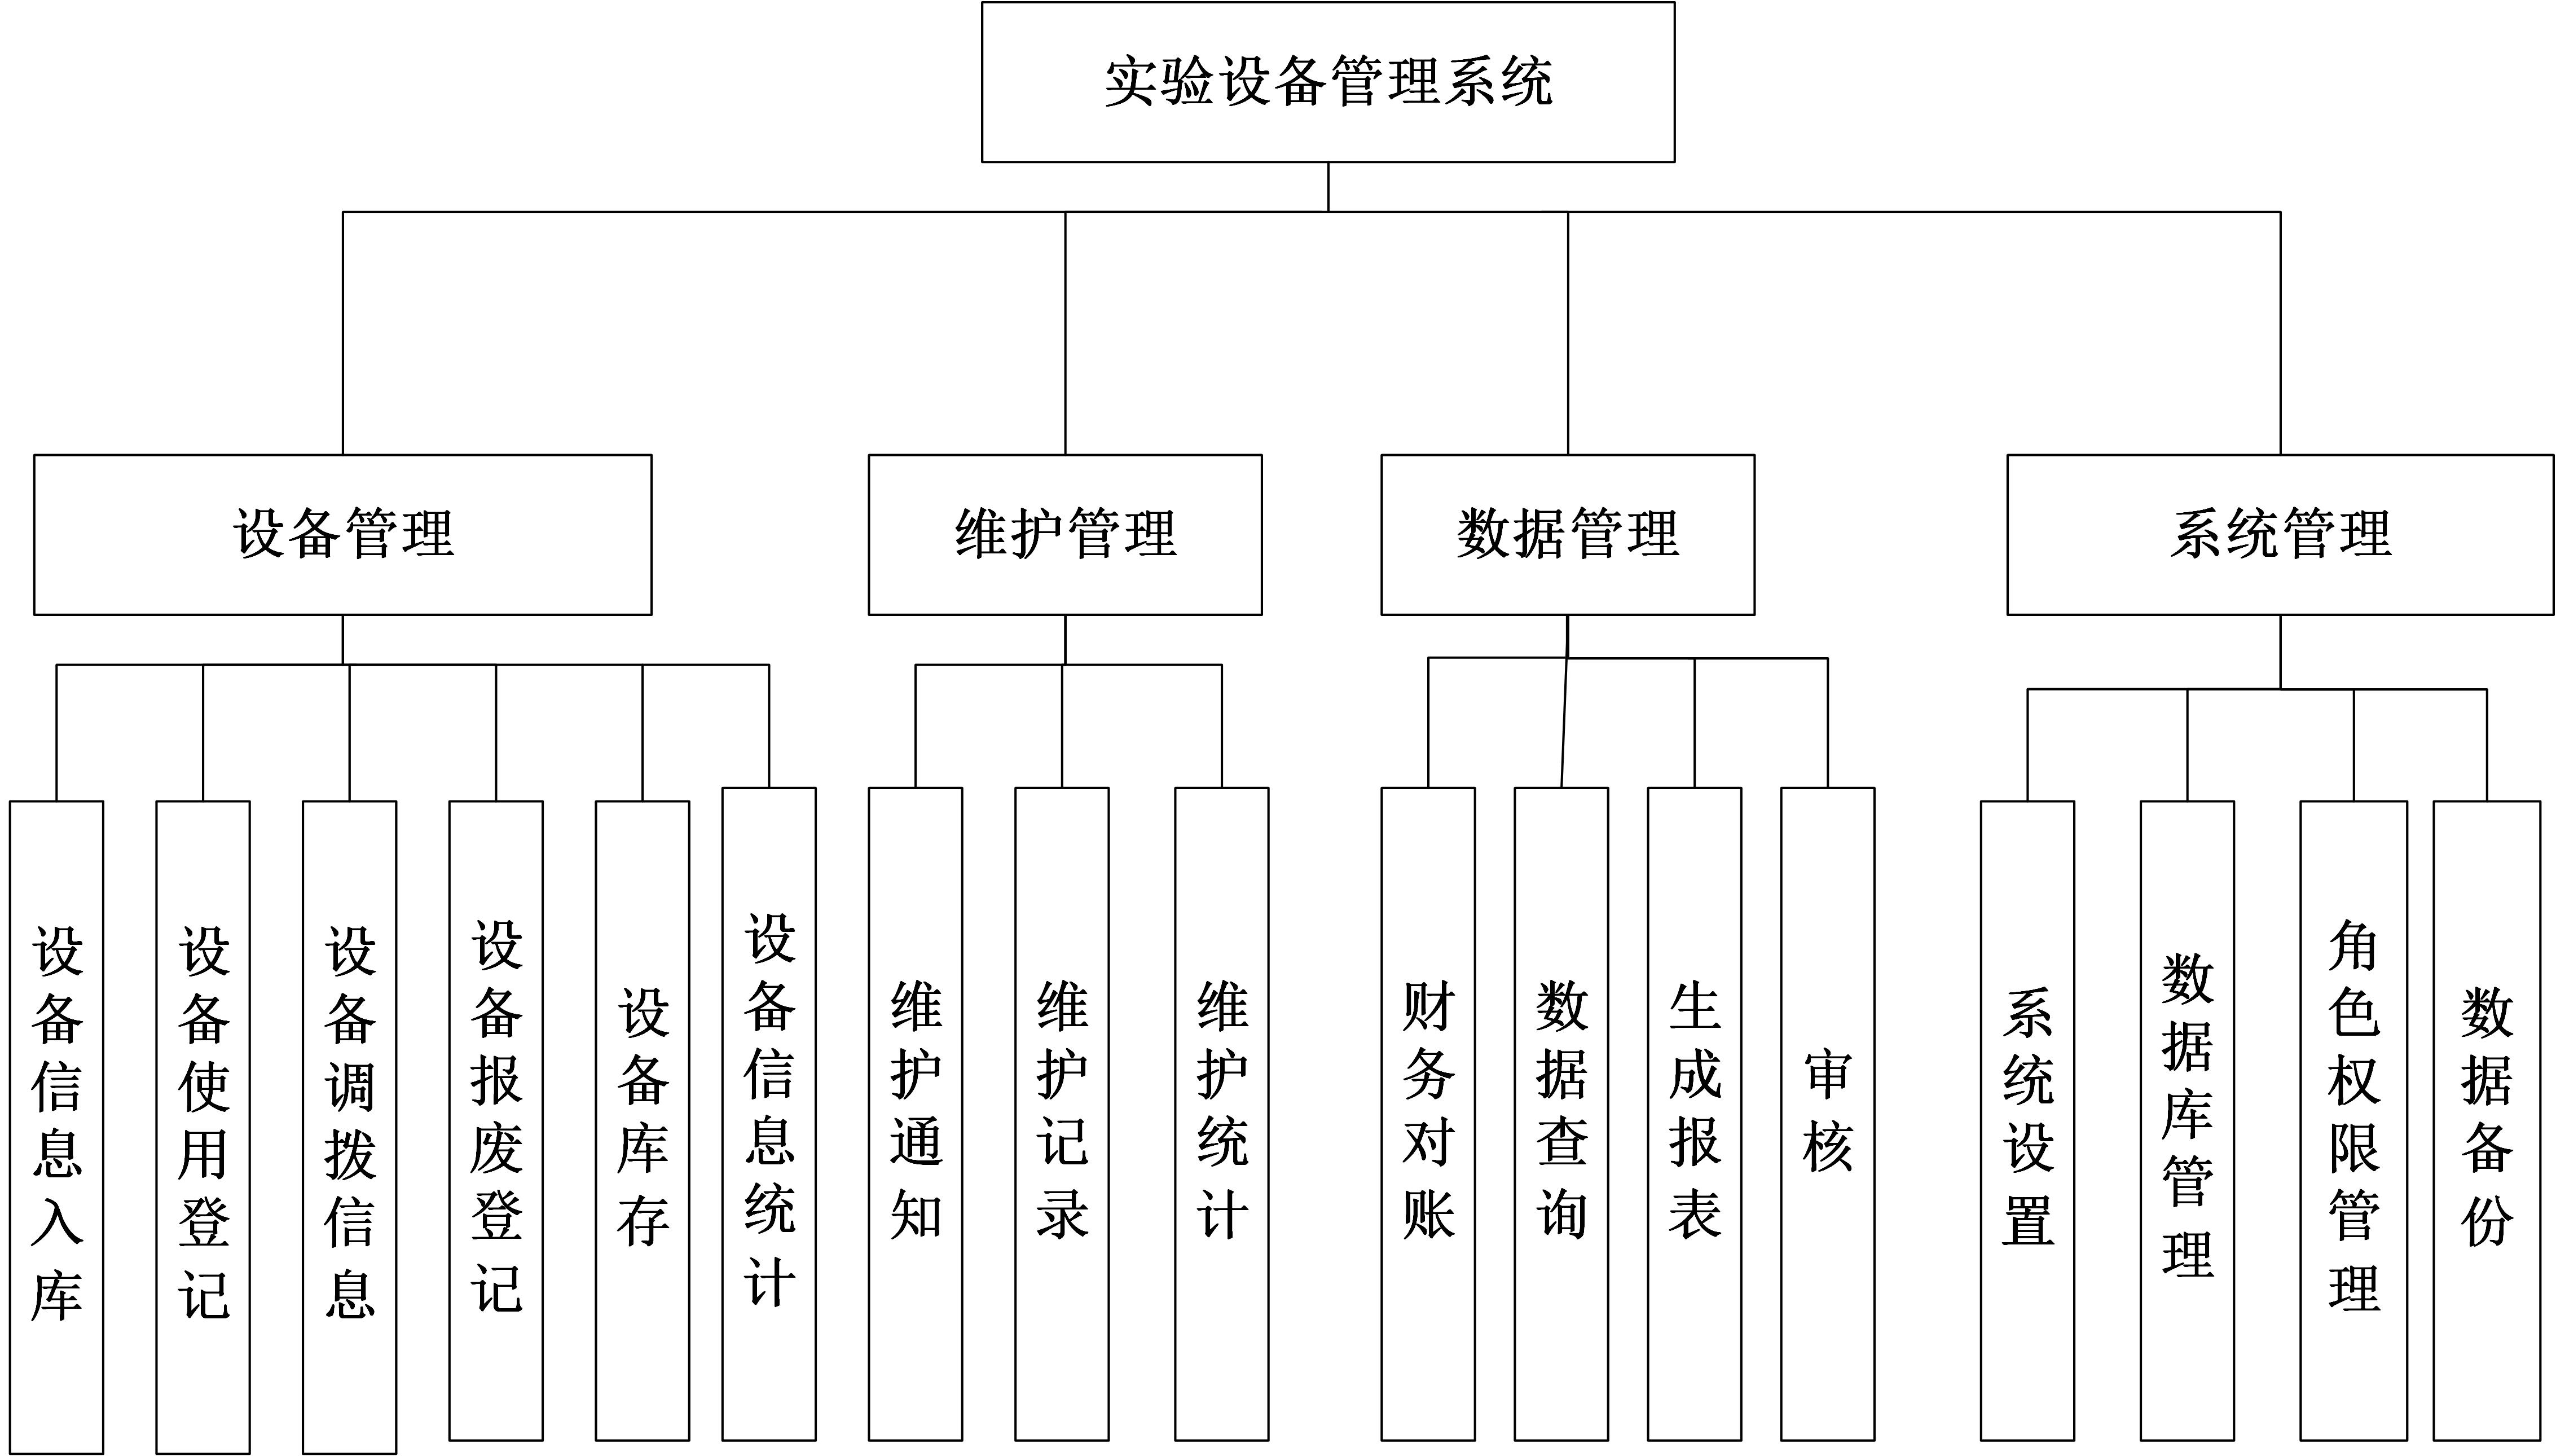 实验设备管理系统
设备管理
维护管理
数据管理
系统管理
设备信息入库
设备使用登记
设备调拨信息
设备报废登记
设备库存
设备信息统计
维护通知
维护记录
维护统计
财务对账
数据查询
生成报表
审核
系统设置
数据库管理
角色权限管理
数据备份